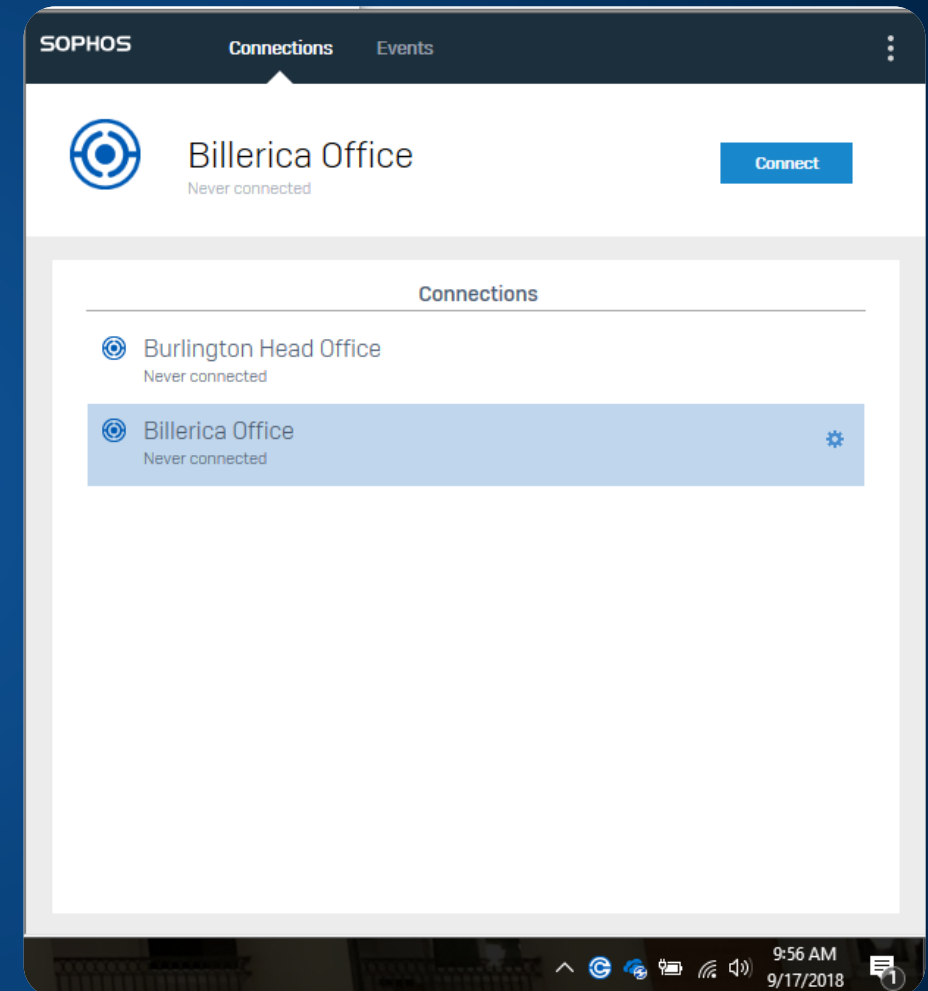 SOPHOS Connections Events
Billerica Office
Never connected
Connect
Connections
Burlington Head Office
Never connected
Billerica Office
Never connected
9:56 AM
9/17/2018
1